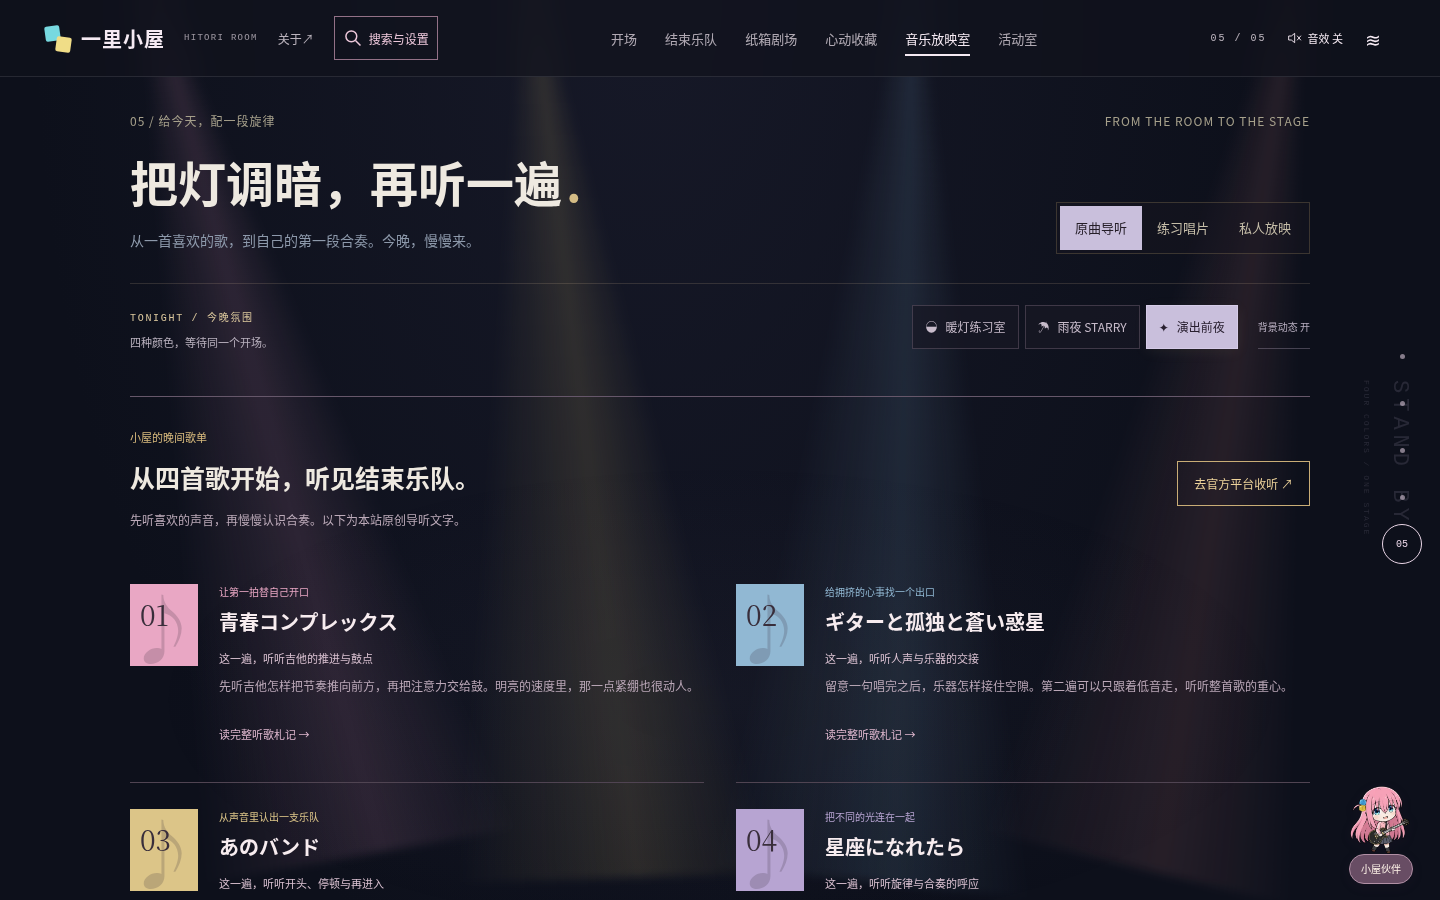 一里小屋
HITORI ROOM
关于↗
搜索与设置
开场
结束乐队
纸箱剧场
心动收藏
音乐放映室
活动室
05 / 05
音效 关
05 / 给今天，配一段旋律
FROM THE ROOM TO THE STAGE
把灯调暗，再听一遍.
从一首喜欢的歌，到自己的第一段合奏。今晚，慢慢来。
原曲导听
练习唱片
私人放映
TONIGHT / 今晚氛围
四种颜色，等待同一个开场。
暖灯练习室
雨夜 STARRY
演出前夜
背景动态 开
STAND BY
FOUR COLORS / ONE STAGE
05
小屋的晚间歌单
从四首歌开始，听见结束乐队。
先听喜欢的声音，再慢慢认识合奏。以下为本站原创导听文字。
去官方平台收听 ↗
01
让第一拍替自己开口
青春コンプレックス
这一遍，听听吉他的推进与鼓点
先听吉他怎样把节奏推向前方，再把注意力交给鼓。明亮的速度里，那一点紧绷也很动人。
读完整听歌札记 →
02
给拥挤的心事找一个出口
ギターと孤独と蒼い惑星
这一遍，听听人声与乐器的交接
留意一句唱完之后，乐器怎样接住空隙。第二遍可以只跟着低音走，听听整首歌的重心。
读完整听歌札记 →
03
从声音里认出一支乐队
あのバンド
这一遍，听听开头、停顿与再进入
04
把不同的光连在一起
星座になれたら
这一遍，听听旋律与合奏的呼应
小屋伙伴